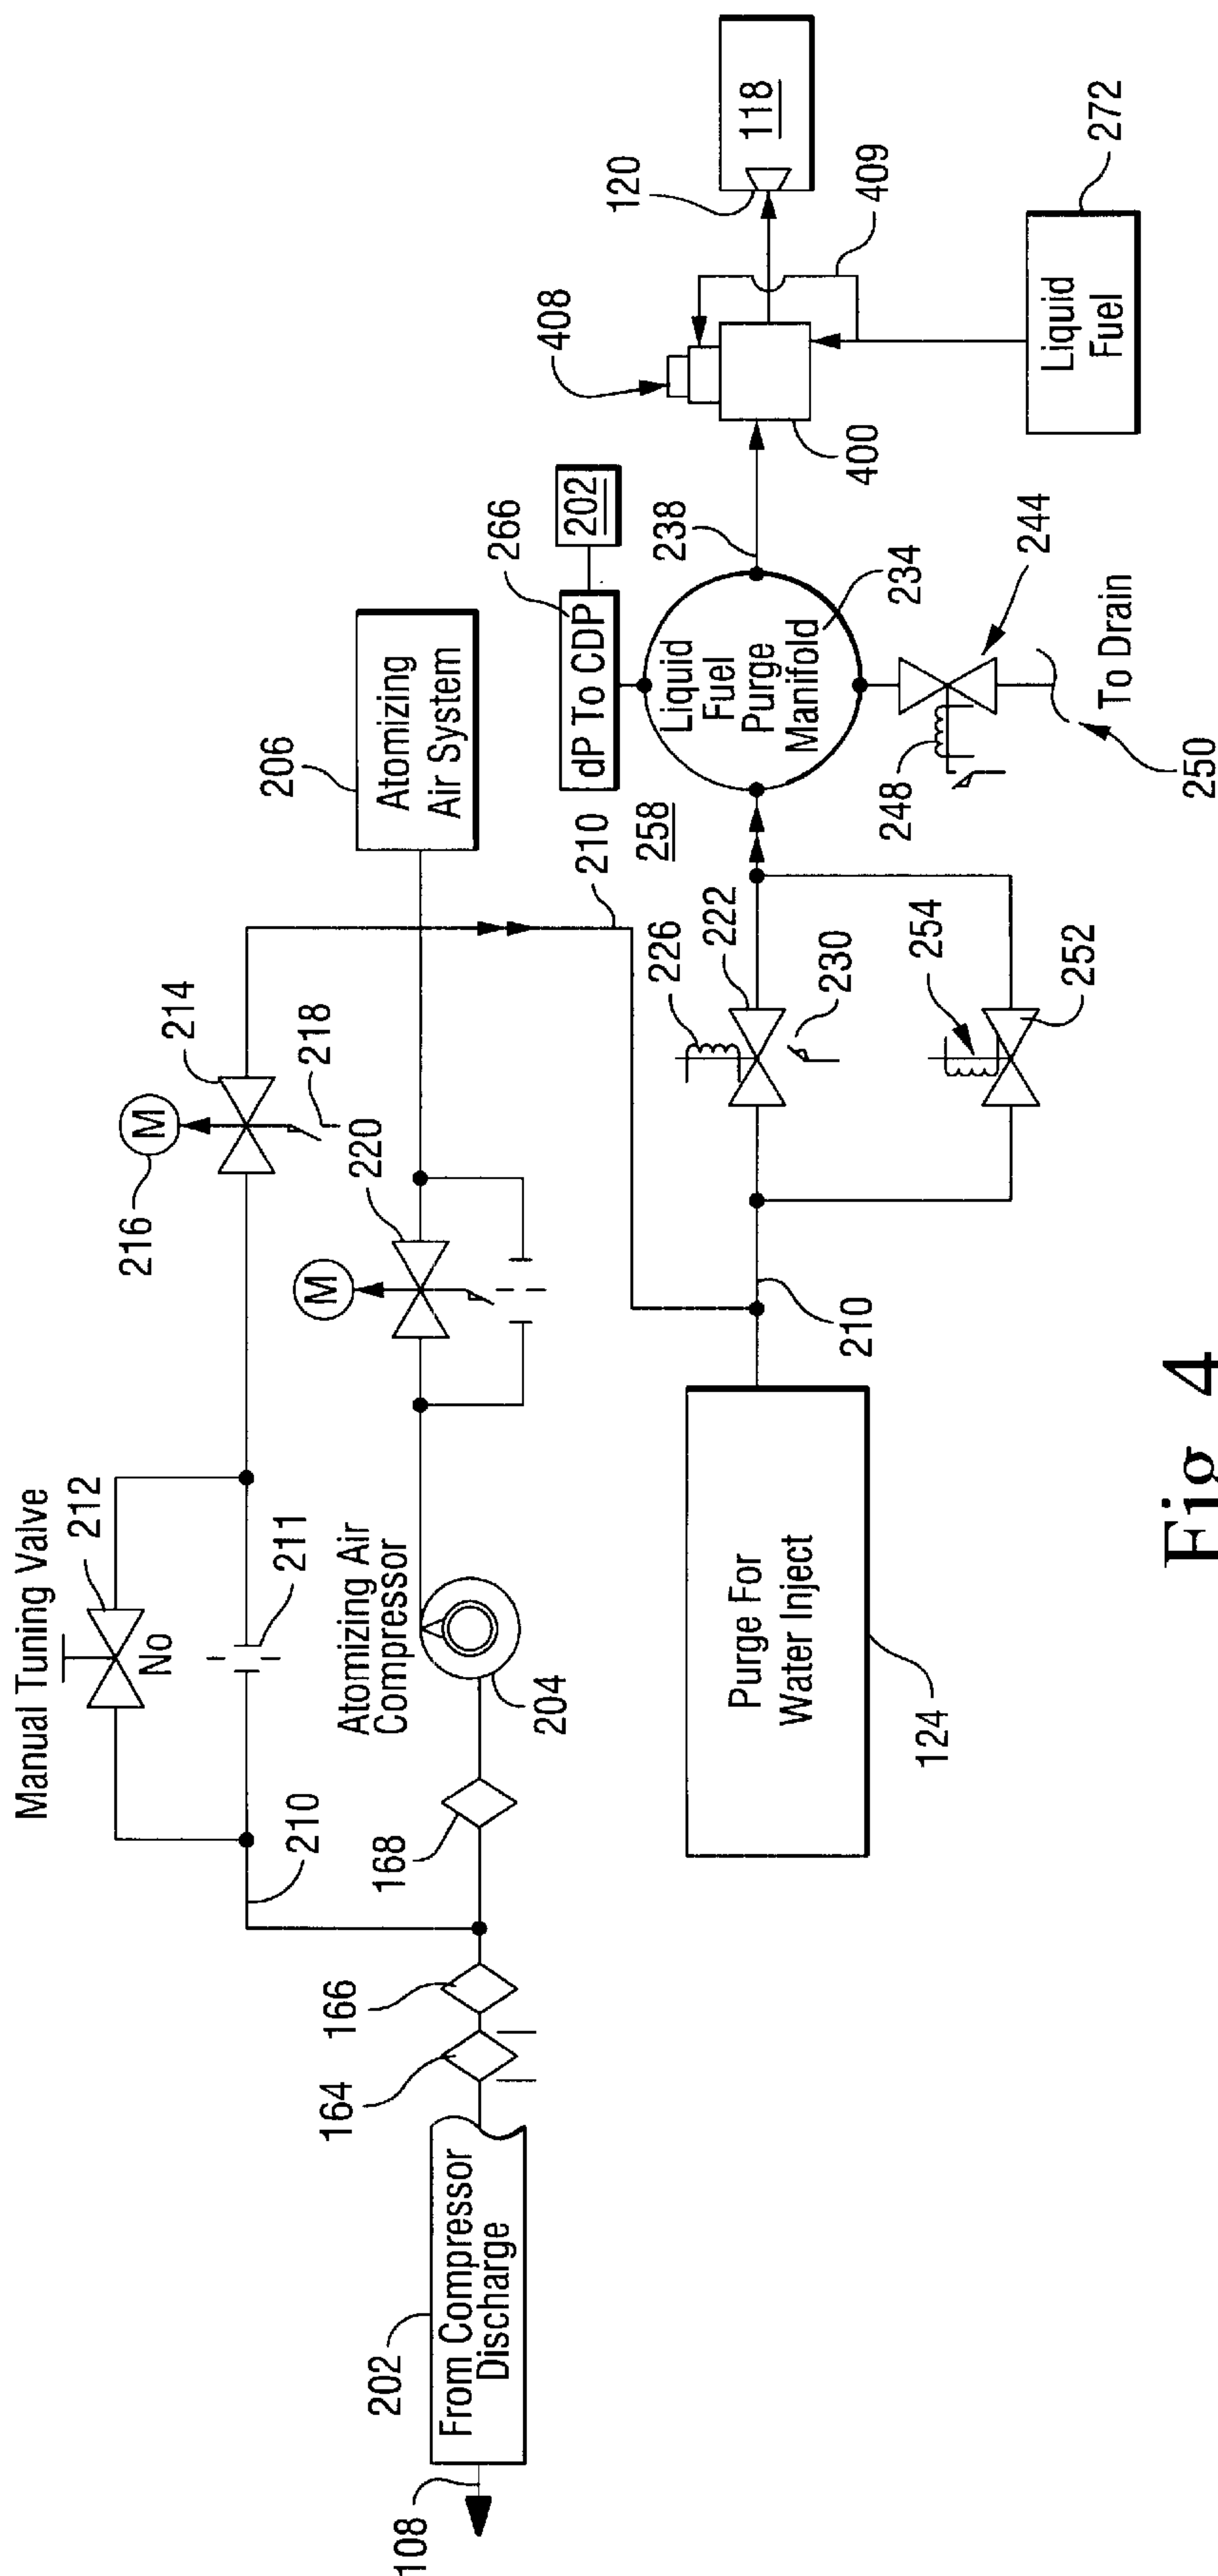 Manual Tuning Valve
212
No
211
210
M
216
214
218
Atomizing Air
Compressor
204
M
220
206
Atomizing
Air System
108
202
From Compressor
Discharge
164
166
168
210
266
dP To CDP
202
258
Liquid
Fuel
Purge
Manifold
234
238
408
400
120
118
409
Liquid
Fuel
272
Purge For
Water Inject
124
210
226
222
230
254
252
248
244
To Drain
250
Fig. 4